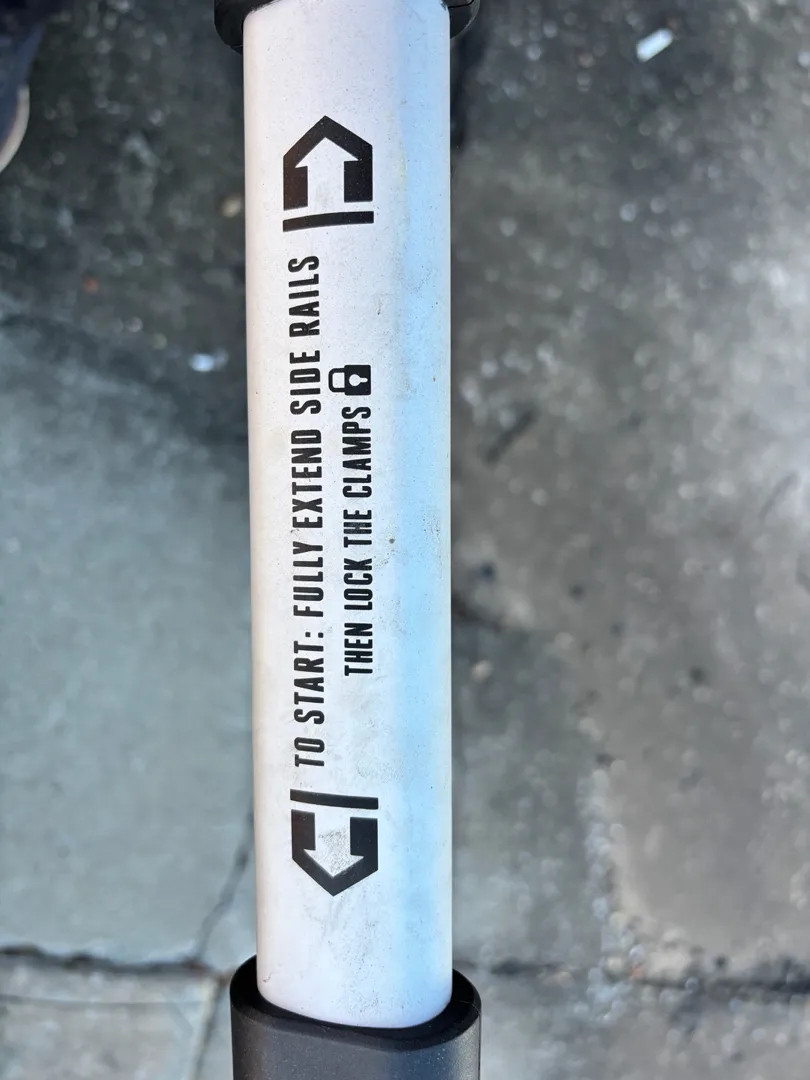 TO START: FULLY EXTEND SIDE RAILS
THEN LOCK THE CLAMPS